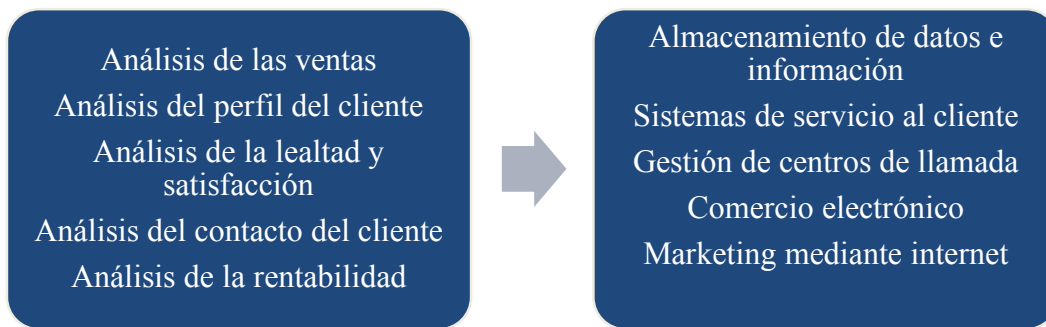 Análisis de las ventas
Análisis del perfil del cliente
Análisis de la lealtad y
satisfacción
Análisis del contacto del cliente
Análisis de la rentabilidad
Almacenamiento de datos e
información
Sistemas de servicio al cliente
Gestión de centros de llamada
Comercio electrónico
Marketing mediante internet